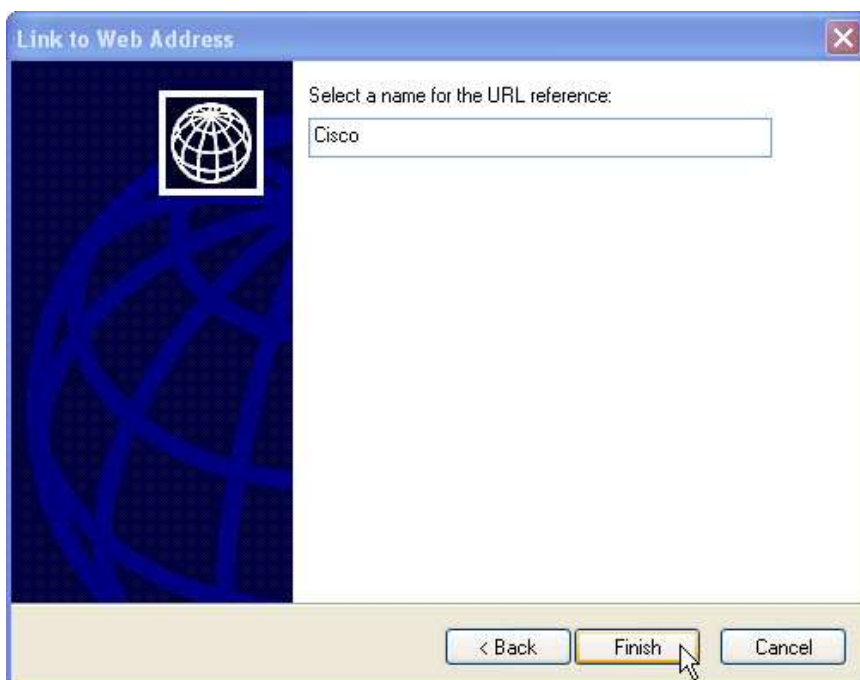 Link to Web Address
Select a name for the URL reference:
Cisco
< Back
Finish
Cancel